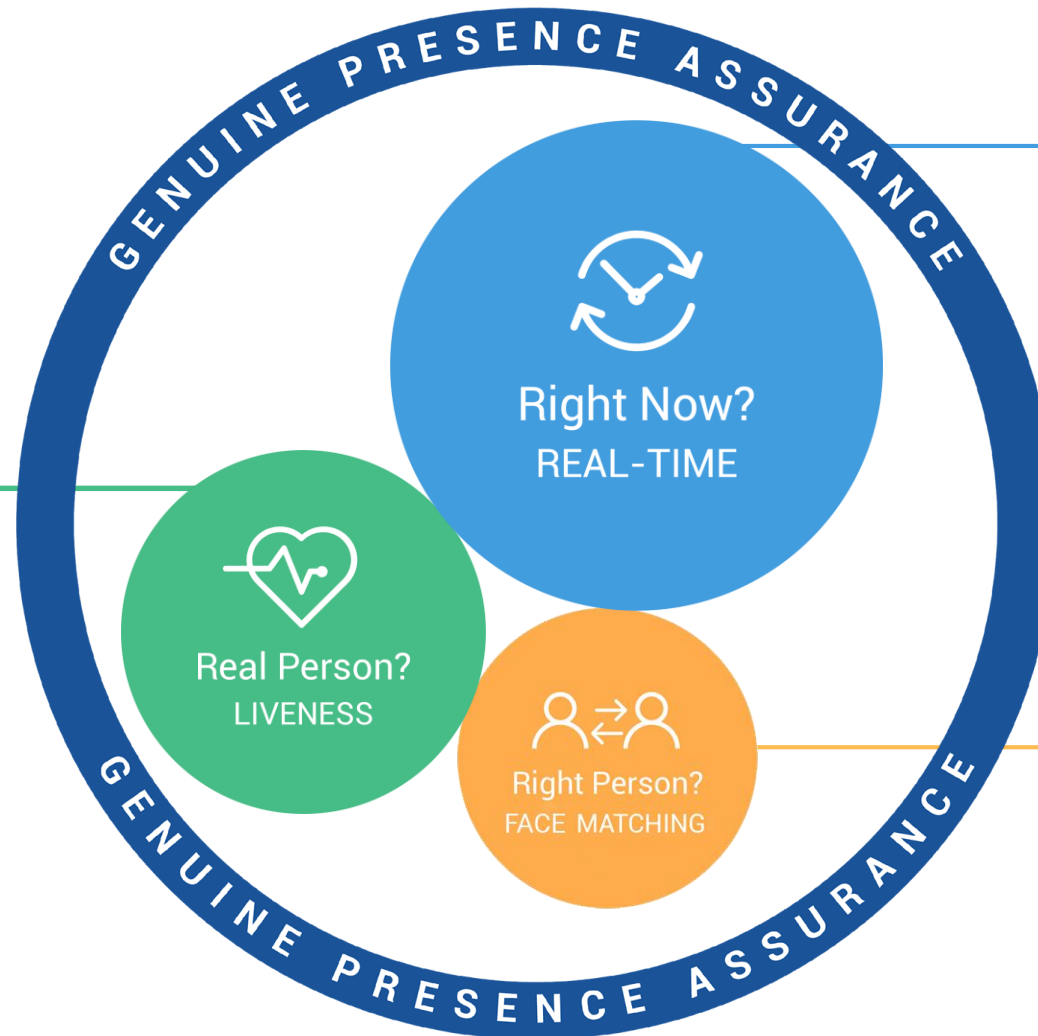 GENUINE PRESENCE ASSURANCE
Right Now?
REAL-TIME
Real Person?
LIVENESS
Right Person?
FACE MATCHING
GENUINE PRESENCE ASSURANCE